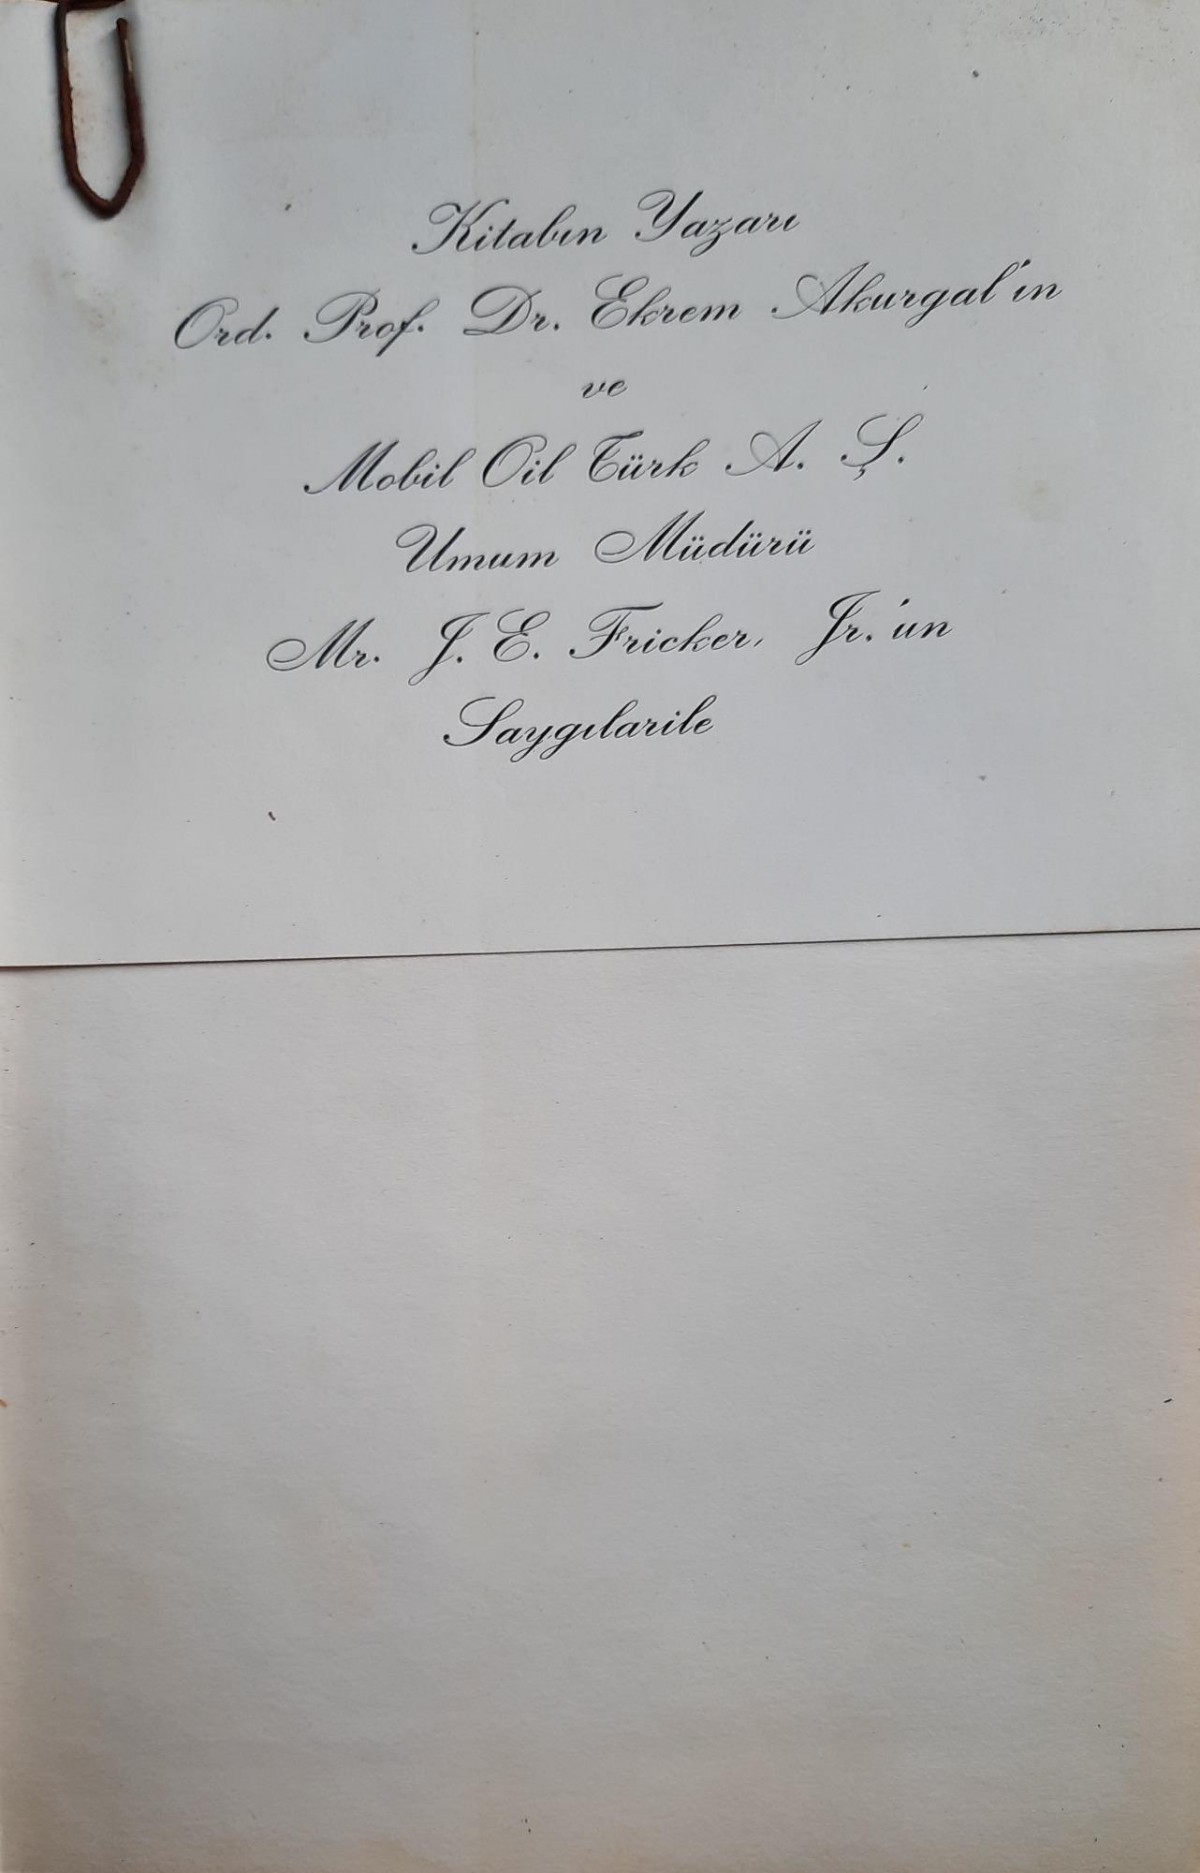 Kitabın Yazarı
Ord. Prof. Dr. Ekrem Akurgal'ın
ve
Mobil Oil Türk A. Ş.
Umum Müdürü
Mr. J. E. Fricker, Jr.'un
Saygılarile